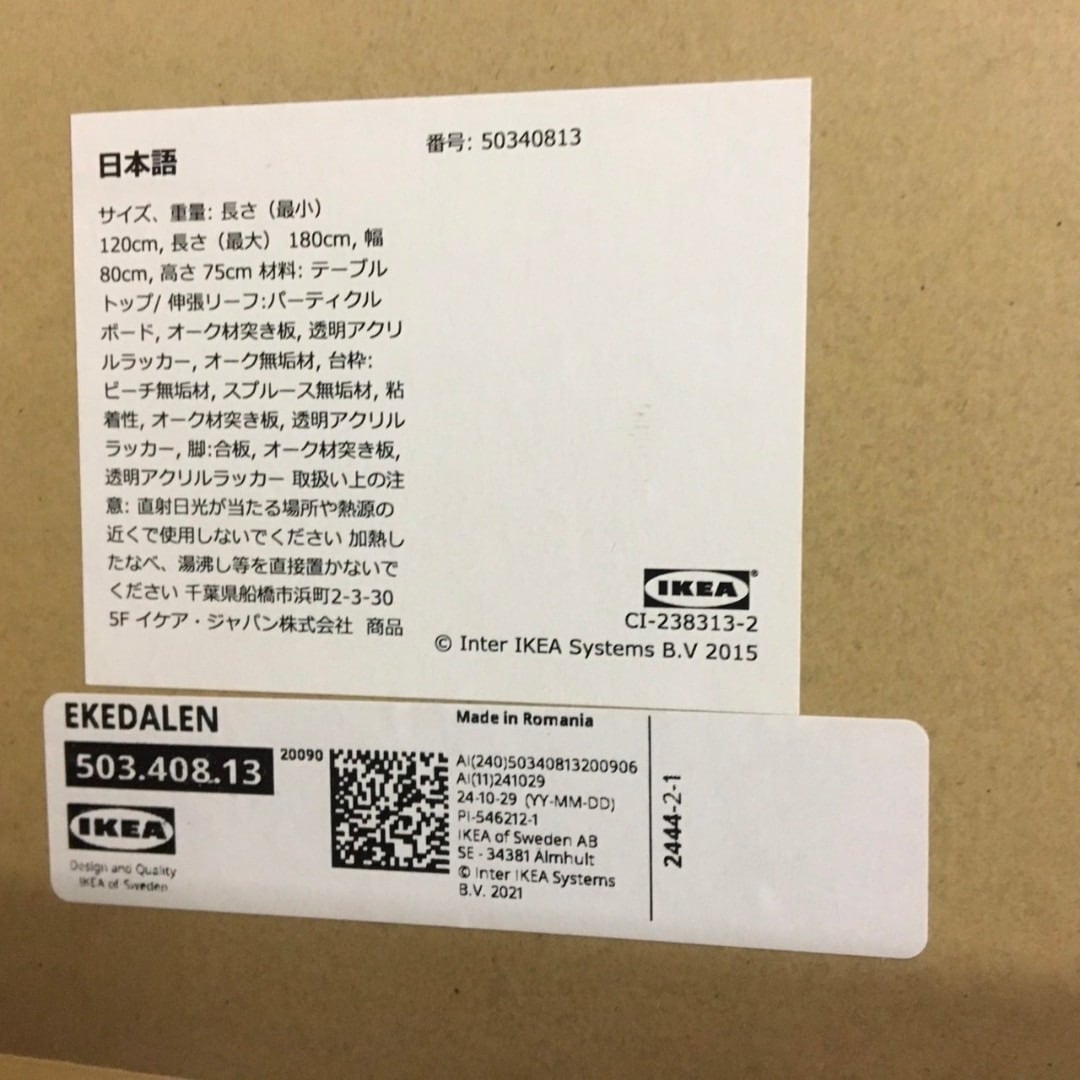 日本語
番号: 50340813
サイズ、重量: 長さ（最小）
120cm, 長さ（最大） 180cm, 幅
80cm, 高さ 75cm 材料: テーブル
トップ/ 伸張リーフ:パーティクル
ボード, オーク材突き板, 透明アクリ
ルラッカー, オーク無垢材, 台枠:
ビーチ無垢材, スプルース無垢材, 粘
着性, オーク材突き板, 透明アクリル
ラッカー, 脚:合板, オーク材突き板,
透明アクリルラッカー 取扱い上の注
意: 直射日光が当たる場所や熱源の
近くで使用しないでください 加熱し
たなべ、湯沸し等を直接置かないで
ください 千葉県船橋市浜町2-3-30
5F イケア・ジャパン株式会社 商品
IKEA®
CI-238313-2
© Inter IKEA Systems B.V 2015
EKEDALEN
503.408.13
20090
IKEA
Design and Quality
IKEA of Sweden
Made in Romania
AI(240)50340813200906
AI(11)241029
24-10-29 (YY-MM-DD)
PI-546212-1
IKEA of Sweden AB
SE - 34381 Älmhult
© Inter IKEA Systems
B.V. 2021
2444-2-1